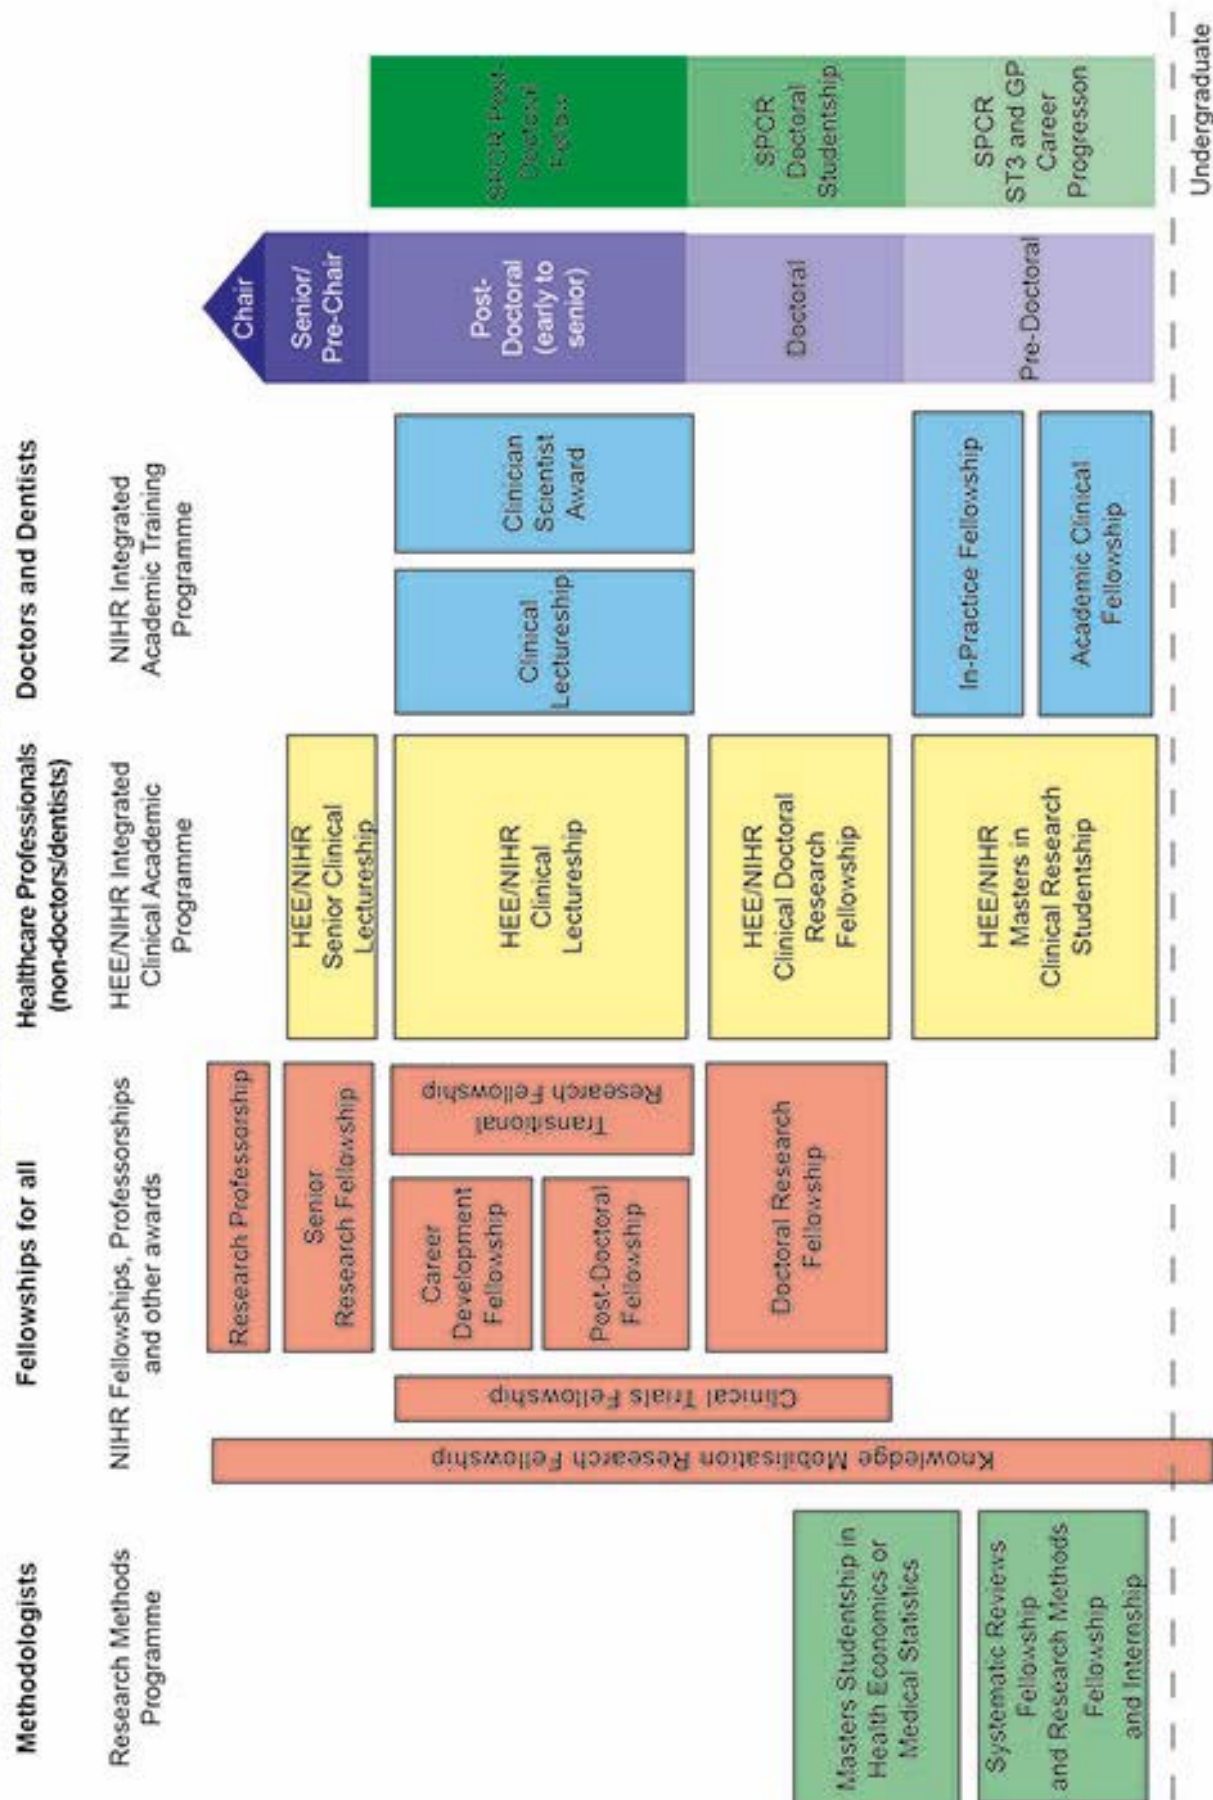 Methodologists
Research Methods
Programme
Masters Studentship in
Health Economics or
Medical Statistics
Systematic Reviews
Fellowship
and Research Methods
Fellowship
and Internship
Fellowships for all
NIHR Fellowships, Professorships
and other awards
Knowledge Mobilisation Research Fellowship
Clinical Trials Fellowship
Research Professorship
Senior
Research Fellowship
Career
Development
Fellowship
Post-Doctoral
Fellowship
Transitional
Research Fellowship
Doctoral Research
Fellowship
Healthcare Professionals
(non-doctors/dentists)
HEE/NIHR Integrated
Clinical Academic
Programme
HEE/NIHR
Senior Clinical
Lectureship
HEE/NIHR
Clinical
Lectureship
HEE/NIHR
Clinical Doctoral
Research
Fellowship
HEE/NIHR
Masters in
Clinical Research
Studentship
Doctors and Dentists
NIHR Integrated
Academic Training
Programme
Clinical
Lectureship
Clinician
Scientist
Award
In-Practice Fellowship
Academic Clinical
Fellowship
Chair
Senior/
Pre-Chair
Post-
Doctoral
(early to
senior)
Doctoral
Pre-Doctoral
SPCR Post-
Doctoral
Fellow
SPCR
Doctoral
Studentship
SPCR
ST3 and GP
Career
Progresson
Undergraduate